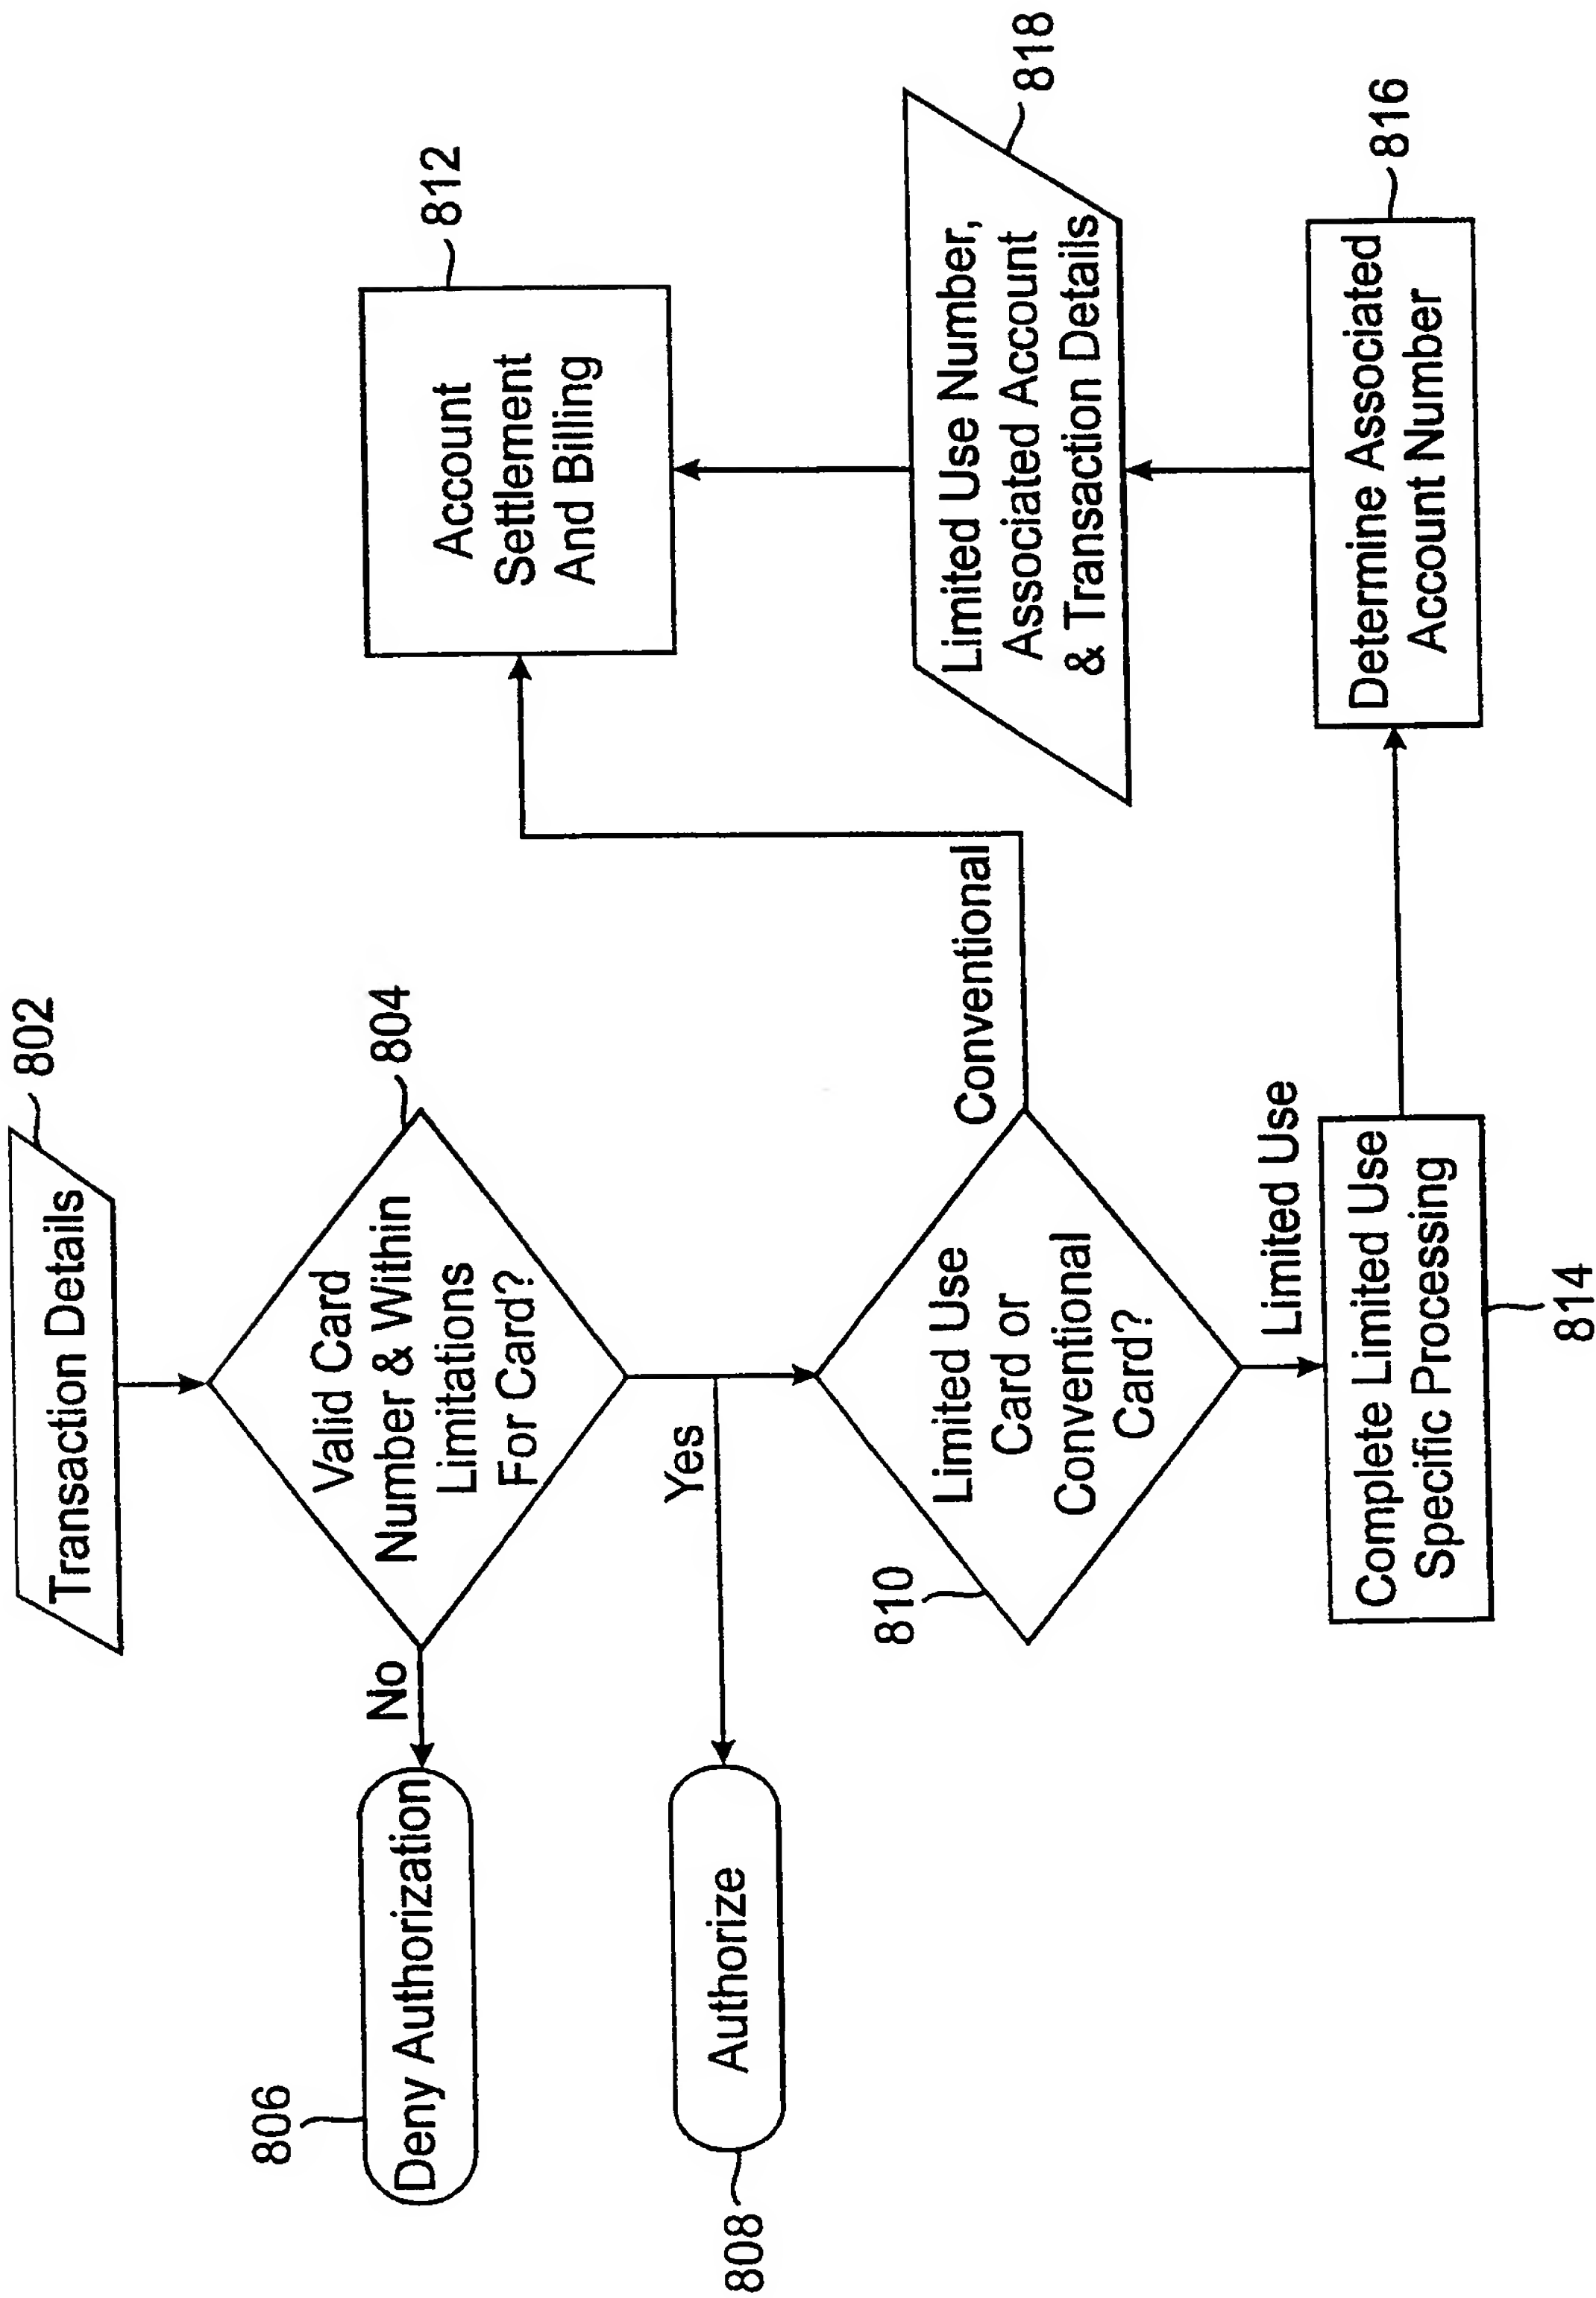 802
Transaction Details
804
Valid Card
Number & Within
Limitations
For Card?
No
806
Deny Authorization
Yes
808
Authorize
810
Limited Use
Card or
Conventional
Card?
Conventional
812
Account
Settlement
And Billing
Limited Use
Complete Limited Use
Specific Processing
814
Determine Associated
Account Number
816
Limited Use Number,
Associated Account
& Transaction Details
818